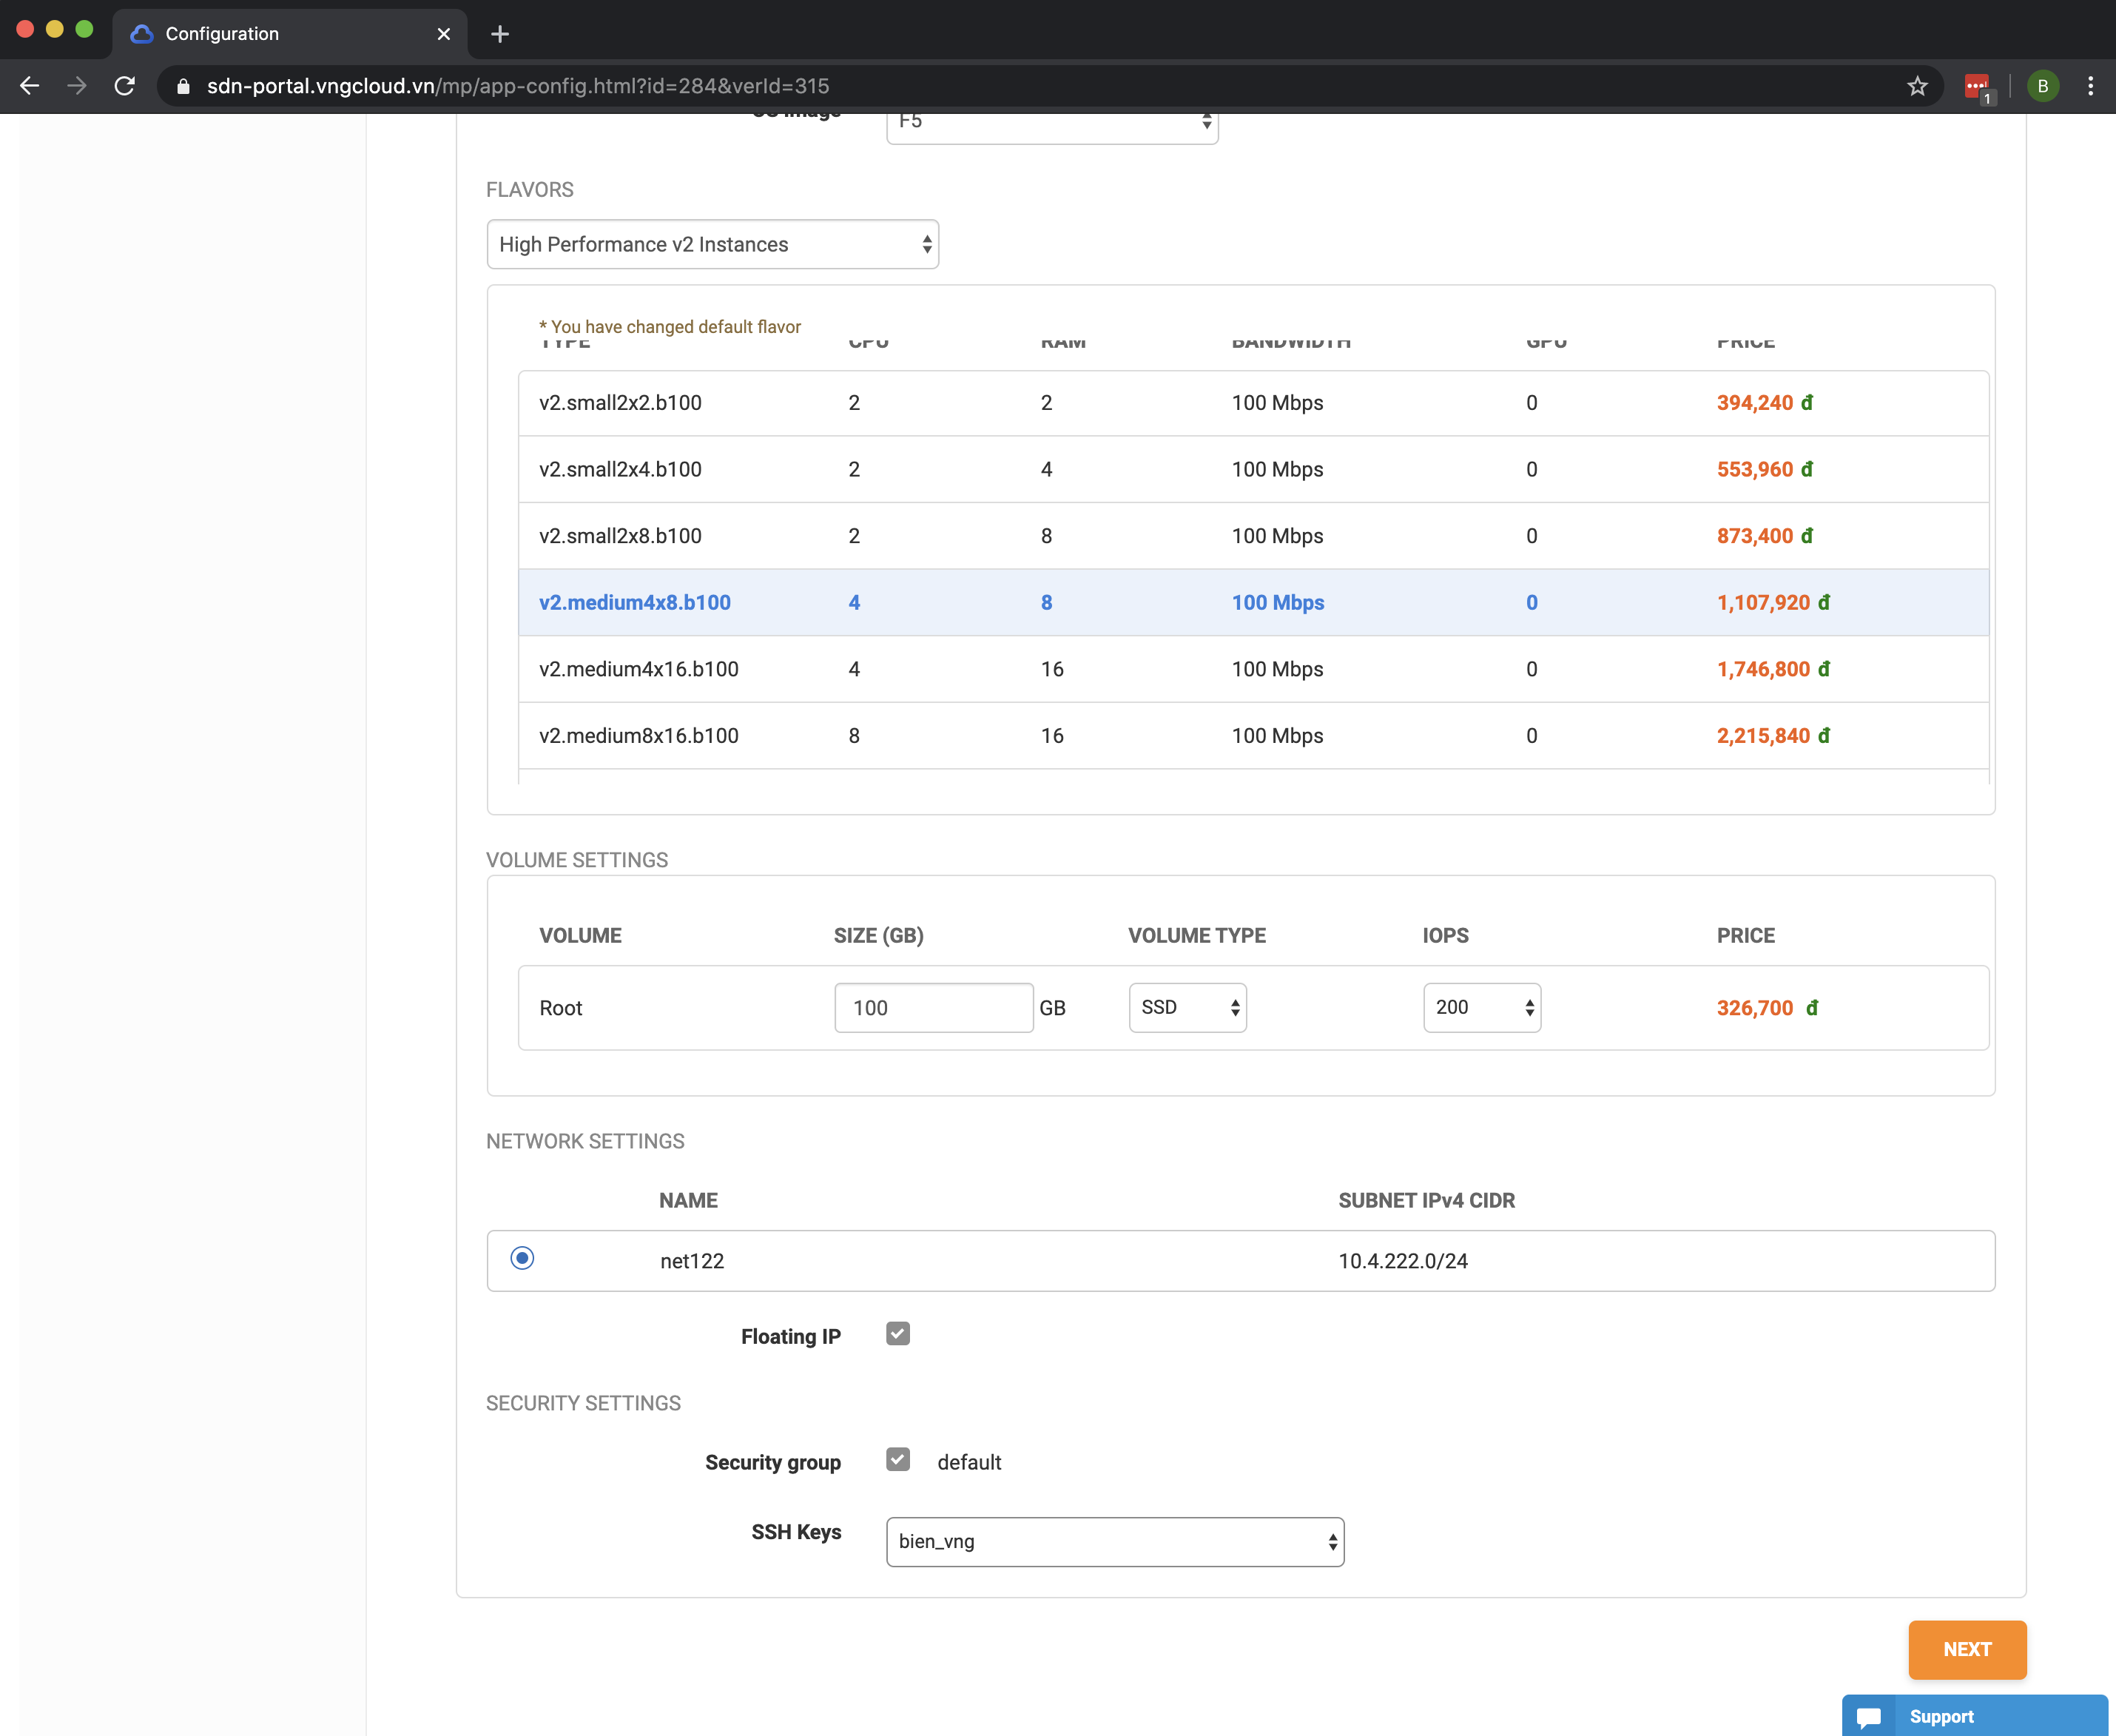 Configuration
sdn-portal.vngcloud.vn/mp/app-config.html?id=284&verId=315
1
B
F5
FLAVORS
High Performance v2 Instances
* You have changed default flavor
TYPE CPU RAM BANDWIDTH GPU PRICE
v2.small2x2.b100 2 2 100 Mbps 0 394,240 đ
v2.small2x4.b100 2 4 100 Mbps 0 553,960 đ
v2.small2x8.b100 2 8 100 Mbps 0 873,400 đ
v2.medium4x8.b100 4 8 100 Mbps 0 1,107,920 đ
v2.medium4x16.b100 4 16 100 Mbps 0 1,746,800 đ
v2.medium8x16.b100 8 16 100 Mbps 0 2,215,840 đ
VOLUME SETTINGS
VOLUME SIZE (GB) VOLUME TYPE IOPS PRICE
Root 100 GB SSD 200 326,700 đ
NETWORK SETTINGS
NAME SUBNET IPv4 CIDR
net122 10.4.222.0/24
Floating IP
SECURITY SETTINGS
Security group default
SSH Keys bien_vng
NEXT
Support